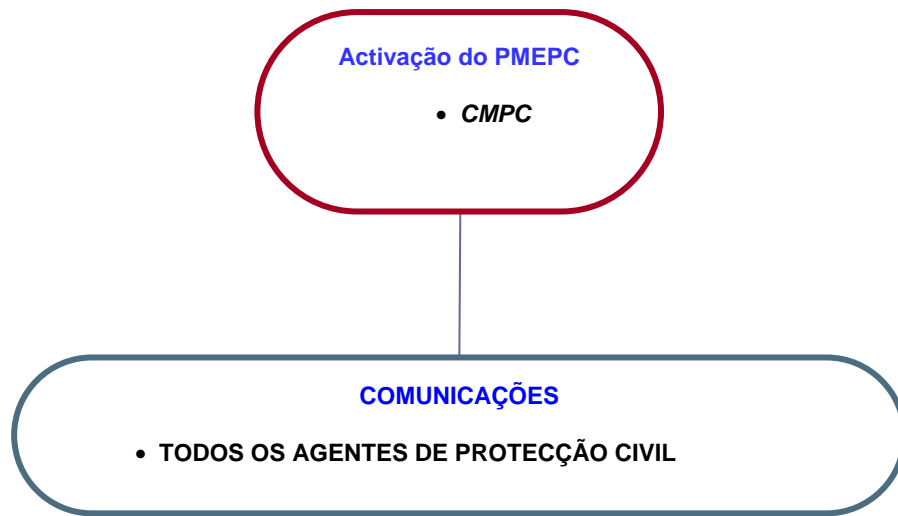 Activação do PMEPC
• CMPC
COMUNICAÇÕES
• TODOS OS AGENTES DE PROTECÇÃO CIVIL